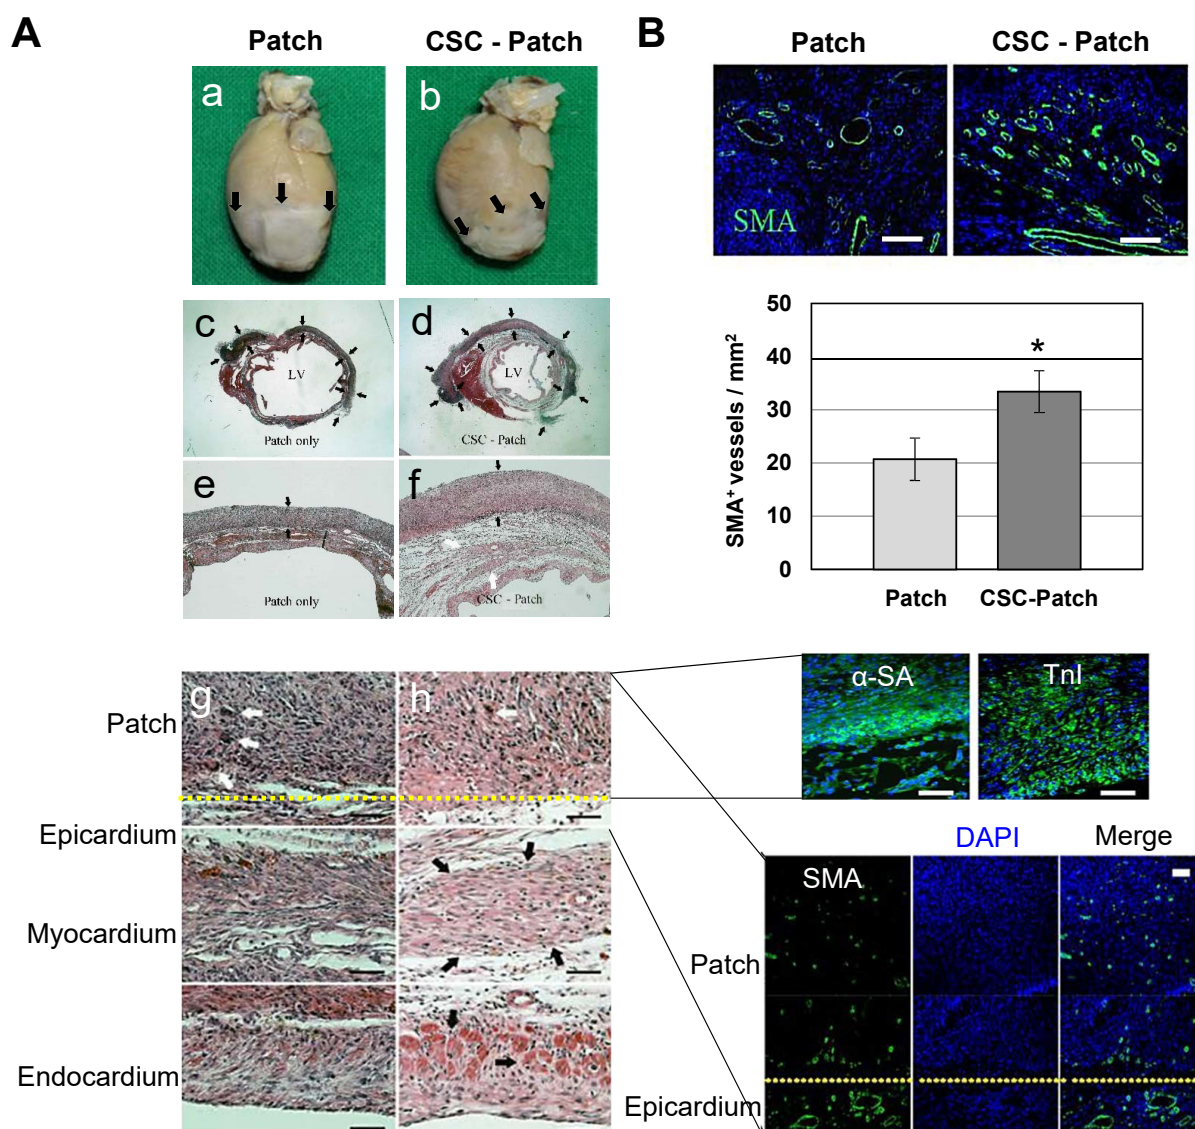 A
Patch
CSC - Patch
a
b
c
LV
Patch only
d
LV
CSC - Patch
e
Patch only
f
CSC - Patch
g
h
Patch
Epicardium
Myocardium
Endocardium
B
Patch
CSC - Patch
SMA
SMA⁺ vessels / mm²
50
40
30
20
10
0
*
Patch
CSC-Patch
α-SA
TnI
SMA
DAPI
Merge
Patch
Epicardium